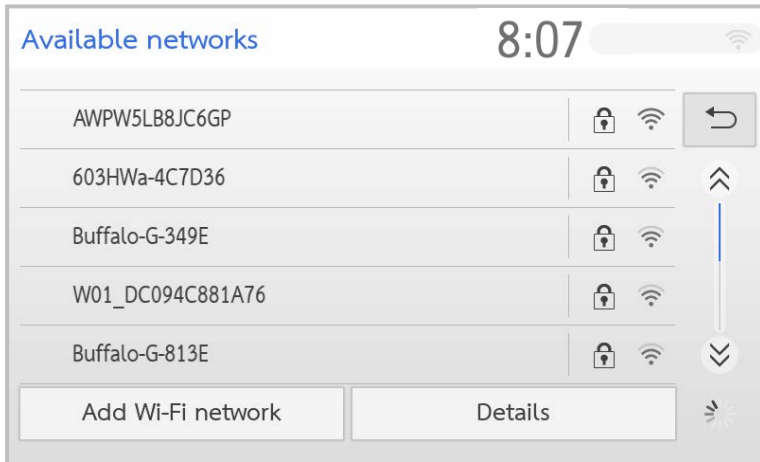 Available networks
8:07
AWPW5LB8JC6GP
603HWa-4C7D36
Buffalo-G-349E
W01_DC094C881A76
Buffalo-G-813E
Add Wi-Fi network
Details